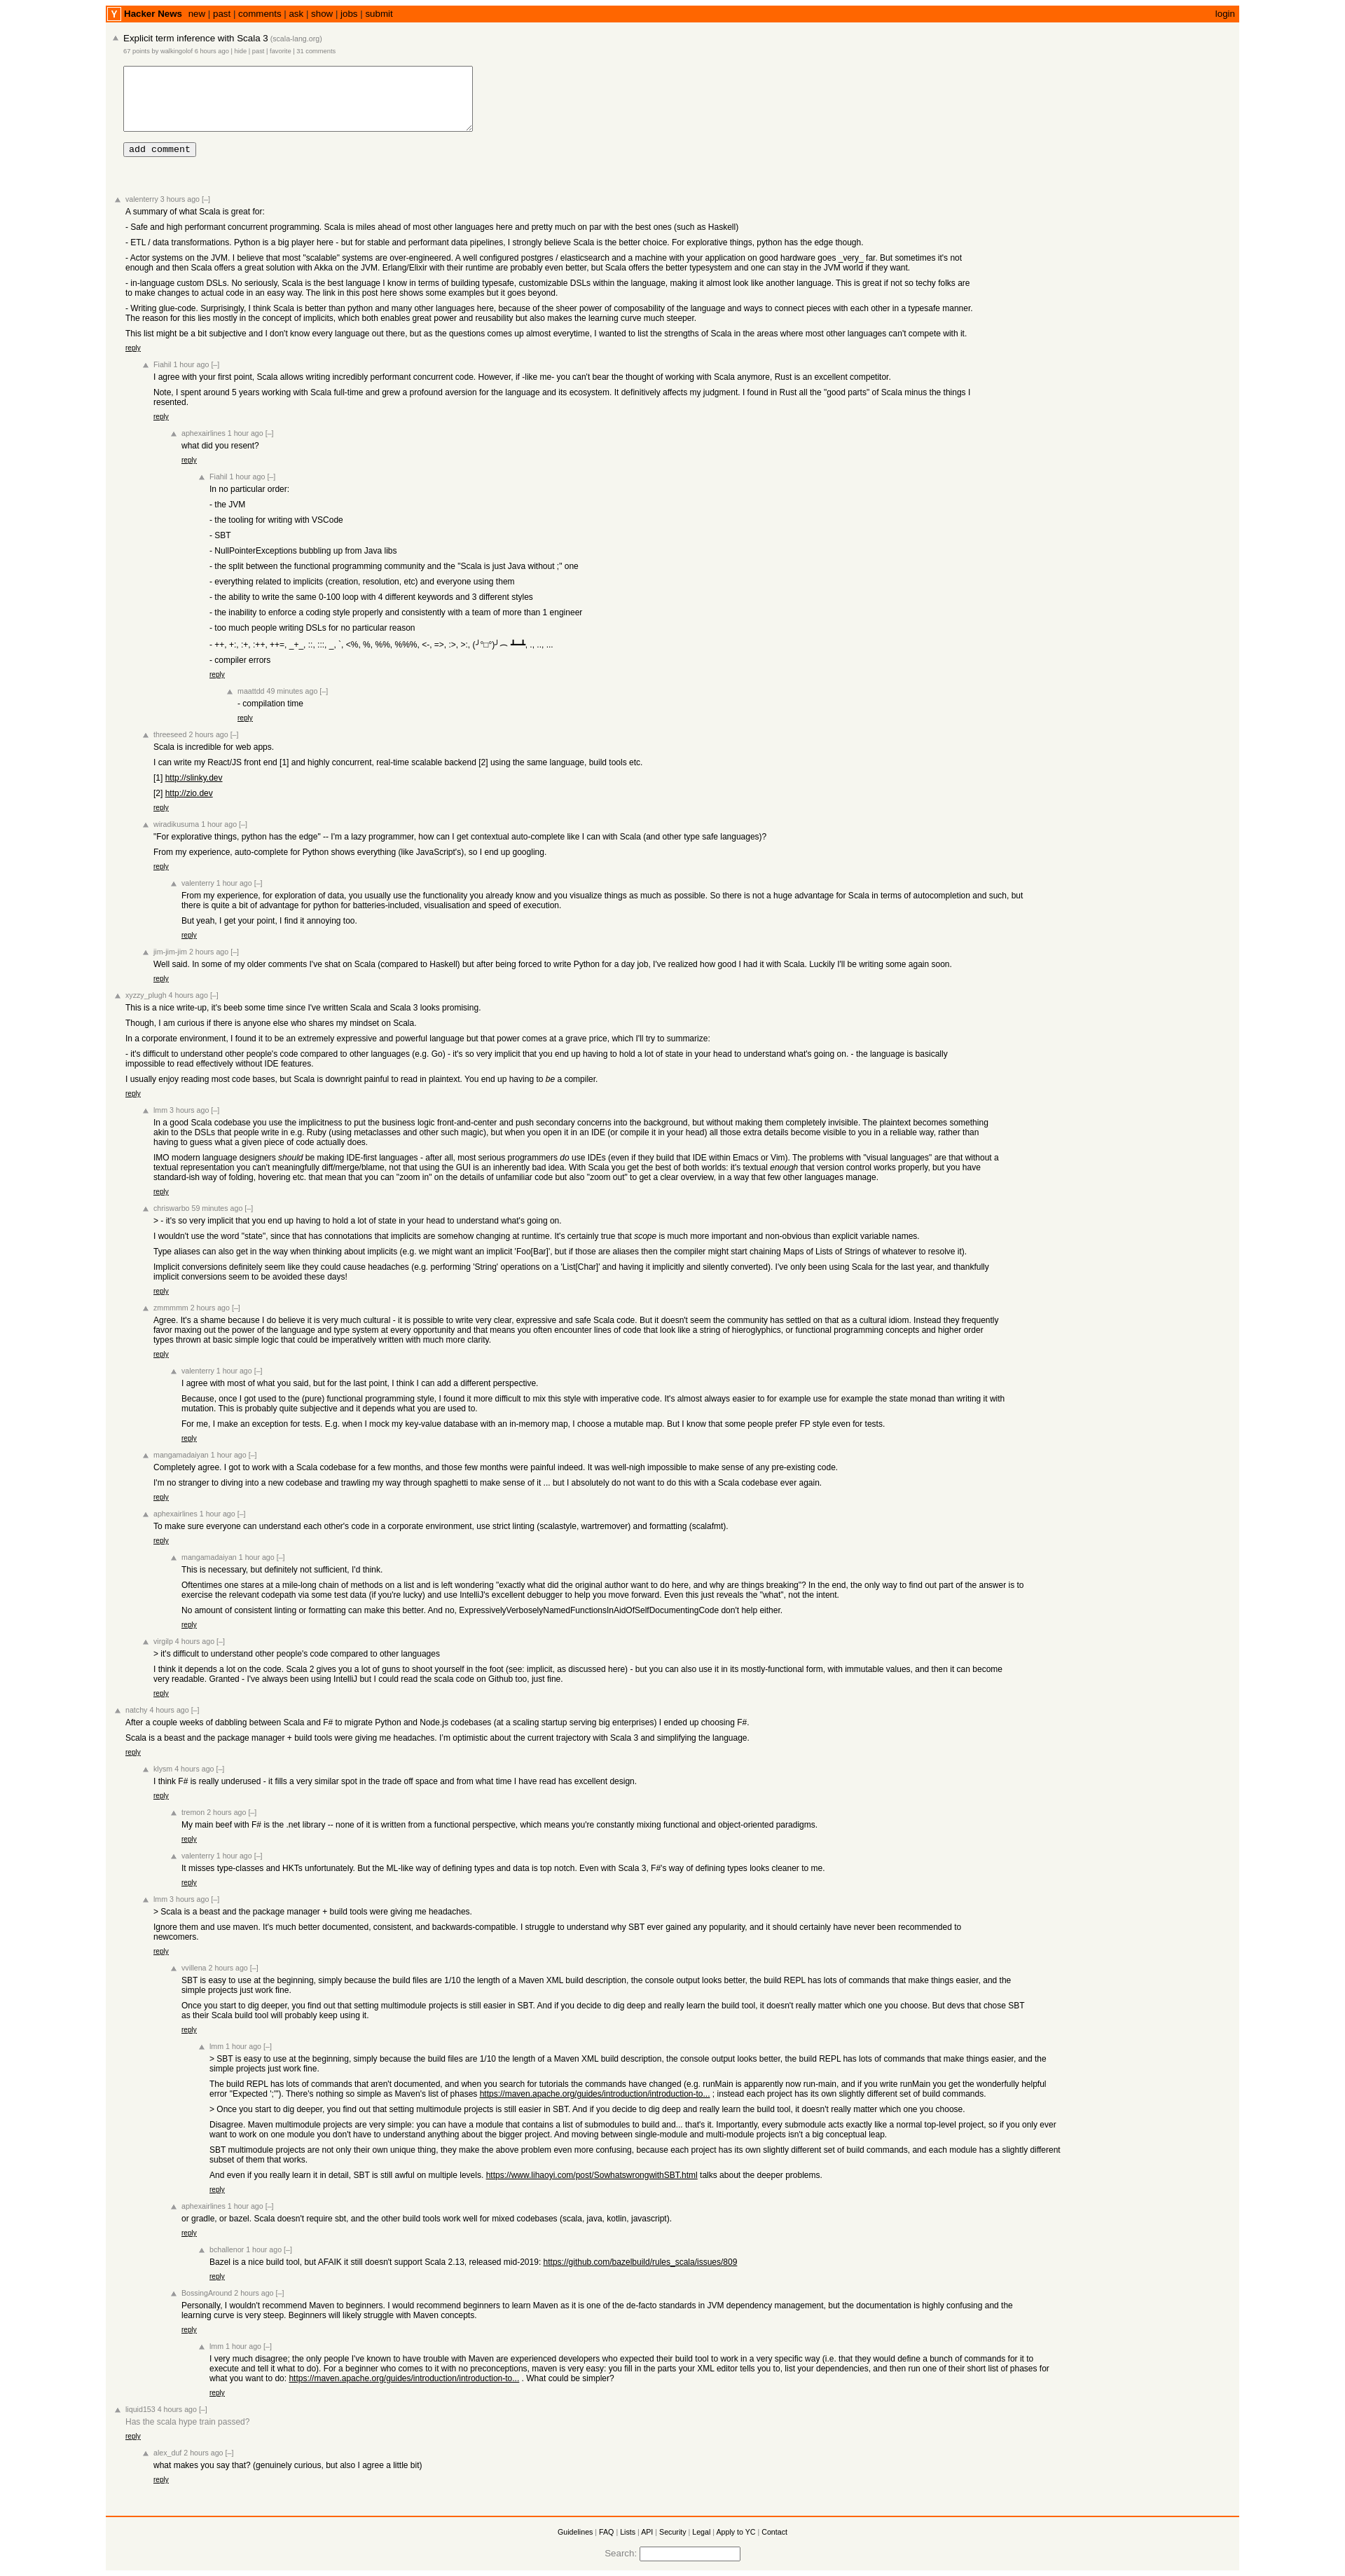 Y Hacker News new | past | comments | ask | show | jobs | submit login
Explicit term inference with Scala 3 (scala-lang.org)
67 points by walkingolof 6 hours ago | hide | past | favorite | 31 comments
add comment
valenterry 3 hours ago [–]
A summary of what Scala is great for:
- Safe and high performant concurrent programming. Scala is miles ahead of most other languages here and pretty much on par with the best ones (such as Haskell)
- ETL / data transformations. Python is a big player here - but for stable and performant data pipelines, I strongly believe Scala is the better choice. For explorative things, python has the edge though.
- Actor systems on the JVM. I believe that most "scalable" systems are over-engineered. A well configured postgres / elasticsearch and a machine with your application on good hardware goes _very_ far. But sometimes it's not
enough and then Scala offers a great solution with Akka on the JVM. Erlang/Elixir with their runtime are probably even better, but Scala offers the better typesystem and one can stay in the JVM world if they want.
- in-language custom DSLs. No seriously, Scala is the best language I know in terms of building typesafe, customizable DSLs within the language, making it almost look like another language. This is great if not so techy folks are
to make changes to actual code in an easy way. The link in this post here shows some examples but it goes beyond.
- Writing glue-code. Surprisingly, I think Scala is better than python and many other languages here, because of the sheer power of composability of the language and ways to connect pieces with each other in a typesafe manner.
The reason for this lies mostly in the concept of implicits, which both enables great power and reusability but also makes the learning curve much steeper.
This list might be a bit subjective and I don't know every language out there, but as the questions comes up almost everytime, I wanted to list the strengths of Scala in the areas where most other languages can't compete with it.
reply
Fiahil 1 hour ago [–]
I agree with your first point, Scala allows writing incredibly performant concurrent code. However, if -like me- you can't bear the thought of working with Scala anymore, Rust is an excellent competitor.
Note, I spent around 5 years working with Scala full-time and grew a profound aversion for the language and its ecosystem. It definitively affects my judgment. I found in Rust all the "good parts" of Scala minus the things I
resented.
reply
aphexairlines 1 hour ago [–]
what did you resent?
reply
Fiahil 1 hour ago [–]
In no particular order:
- the JVM
- the tooling for writing with VSCode
- SBT
- NullPointerExceptions bubbling up from Java libs
- the split between the functional programming community and the "Scala is just Java without ;" one
- everything related to implicits (creation, resolution, etc) and everyone using them
- the ability to write the same 0-100 loop with 4 different keywords and 3 different styles
- the inability to enforce a coding style properly and consistently with a team of more than 1 engineer
- too much people writing DSLs for no particular reason
- ++, +:, :+, :++, ++=, _+_, ::, :::, _, `, <%, %, %%, %%%, <-, =>, :>, >:, (╯°□°)╯︵ ┻━┻, ., .., ...
- compiler errors
reply
maattdd 49 minutes ago [–]
- compilation time
reply
threeseed 2 hours ago [–]
Scala is incredible for web apps.
I can write my React/JS front end [1] and highly concurrent, real-time scalable backend [2] using the same language, build tools etc.
[1] http://slinky.dev
[2] http://zio.dev
reply
wiradikusuma 1 hour ago [–]
"For explorative things, python has the edge" -- I'm a lazy programmer, how can I get contextual auto-complete like I can with Scala (and other type safe languages)?
From my experience, auto-complete for Python shows everything (like JavaScript's), so I end up googling.
reply
valenterry 1 hour ago [–]
From my experience, for exploration of data, you usually use the functionality you already know and you visualize things as much as possible. So there is not a huge advantage for Scala in terms of autocompletion and such, but
there is quite a bit of advantage for python for batteries-included, visualisation and speed of execution.
But yeah, I get your point, I find it annoying too.
reply
jim-jim-jim 2 hours ago [–]
Well said. In some of my older comments I've shat on Scala (compared to Haskell) but after being forced to write Python for a day job, I've realized how good I had it with Scala. Luckily I'll be writing some again soon.
reply
xyzzy_plugh 4 hours ago [–]
This is a nice write-up, it's beeb some time since I've written Scala and Scala 3 looks promising.
Though, I am curious if there is anyone else who shares my mindset on Scala.
In a corporate environment, I found it to be an extremely expressive and powerful language but that power comes at a grave price, which I'll try to summarize:
- it's difficult to understand other people's code compared to other languages (e.g. Go) - it's so very implicit that you end up having to hold a lot of state in your head to understand what's going on. - the language is basically
impossible to read effectively without IDE features.
I usually enjoy reading most code bases, but Scala is downright painful to read in plaintext. You end up having to be a compiler.
reply
lmm 3 hours ago [–]
In a good Scala codebase you use the implicitness to put the business logic front-and-center and push secondary concerns into the background, but without making them completely invisible. The plaintext becomes something
akin to the DSLs that people write in e.g. Ruby (using metaclasses and other such magic), but when you open it in an IDE (or compile it in your head) all those extra details become visible to you in a reliable way, rather than
having to guess what a given piece of code actually does.
IMO modern language designers should be making IDE-first languages - after all, most serious programmers do use IDEs (even if they build that IDE within Emacs or Vim). The problems with "visual languages" are that without a
textual representation you can't meaningfully diff/merge/blame, not that using the GUI is an inherently bad idea. With Scala you get the best of both worlds: it's textual enough that version control works properly, but you have
standard-ish way of folding, hovering etc. that mean that you can "zoom in" on the details of unfamiliar code but also "zoom out" to get a clear overview, in a way that few other languages manage.
reply
chriswarbo 59 minutes ago [–]
> - it's so very implicit that you end up having to hold a lot of state in your head to understand what's going on.
I wouldn't use the word "state", since that has connotations that implicits are somehow changing at runtime. It's certainly true that scope is much more important and non-obvious than explicit variable names.
Type aliases can also get in the way when thinking about implicits (e.g. we might want an implicit 'Foo[Bar]', but if those are aliases then the compiler might start chaining Maps of Lists of Strings of whatever to resolve it).
Implicit conversions definitely seem like they could cause headaches (e.g. performing 'String' operations on a 'List[Char]' and having it implicitly and silently converted). I've only been using Scala for the last year, and thankfully
implicit conversions seem to be avoided these days!
reply
zmmmmm 2 hours ago [–]
Agree. It's a shame because I do believe it is very much cultural - it is possible to write very clear, expressive and safe Scala code. But it doesn't seem the community has settled on that as a cultural idiom. Instead they frequently
favor maxing out the power of the language and type system at every opportunity and that means you often encounter lines of code that look like a string of hieroglyphics, or functional programming concepts and higher order
types thrown at basic simple logic that could be imperatively written with much more clarity.
reply
valenterry 1 hour ago [–]
I agree with most of what you said, but for the last point, I think I can add a different perspective.
Because, once I got used to the (pure) functional programming style, I found it more difficult to mix this style with imperative code. It's almost always easier to for example use for example the state monad than writing it with
mutation. This is probably quite subjective and it depends what you are used to.
For me, I make an exception for tests. E.g. when I mock my key-value database with an in-memory map, I choose a mutable map. But I know that some people prefer FP style even for tests.
reply
mangamadaiyan 1 hour ago [–]
Completely agree. I got to work with a Scala codebase for a few months, and those few months were painful indeed. It was well-nigh impossible to make sense of any pre-existing code.
I'm no stranger to diving into a new codebase and trawling my way through spaghetti to make sense of it ... but I absolutely do not want to do this with a Scala codebase ever again.
reply
aphexairlines 1 hour ago [–]
To make sure everyone can understand each other's code in a corporate environment, use strict linting (scalastyle, wartremover) and formatting (scalafmt).
reply
mangamadaiyan 1 hour ago [–]
This is necessary, but definitely not sufficient, I'd think.
Oftentimes one stares at a mile-long chain of methods on a list and is left wondering "exactly what did the original author want to do here, and why are things breaking"? In the end, the only way to find out part of the answer is to
exercise the relevant codepath via some test data (if you're lucky) and use IntelliJ's excellent debugger to help you move forward. Even this just reveals the "what", not the intent.
No amount of consistent linting or formatting can make this better. And no, ExpressivelyVerboselyNamedFunctionsInAidOfSelfDocumentingCode don't help either.
reply
virgilp 4 hours ago [–]
> it's difficult to understand other people's code compared to other languages
I think it depends a lot on the code. Scala 2 gives you a lot of guns to shoot yourself in the foot (see: implicit, as discussed here) - but you can also use it in its mostly-functional form, with immutable values, and then it can become
very readable. Granted - I've always been using IntelliJ but I could read the scala code on Github too, just fine.
reply
natchy 4 hours ago [–]
After a couple weeks of dabbling between Scala and F# to migrate Python and Node.js codebases (at a scaling startup serving big enterprises) I ended up choosing F#.
Scala is a beast and the package manager + build tools were giving me headaches. I'm optimistic about the current trajectory with Scala 3 and simplifying the language.
reply
klysm 4 hours ago [–]
I think F# is really underused - it fills a very similar spot in the trade off space and from what time I have read has excellent design.
reply
tremon 2 hours ago [–]
My main beef with F# is the .net library -- none of it is written from a functional perspective, which means you're constantly mixing functional and object-oriented paradigms.
reply
valenterry 1 hour ago [–]
It misses type-classes and HKTs unfortunately. But the ML-like way of defining types and data is top notch. Even with Scala 3, F#'s way of defining types looks cleaner to me.
reply
lmm 3 hours ago [–]
> Scala is a beast and the package manager + build tools were giving me headaches.
Ignore them and use maven. It's much better documented, consistent, and backwards-compatible. I struggle to understand why SBT ever gained any popularity, and it should certainly have never been recommended to
newcomers.
reply
vvillena 2 hours ago [–]
SBT is easy to use at the beginning, simply because the build files are 1/10 the length of a Maven XML build description, the console output looks better, the build REPL has lots of commands that make things easier, and the
simple projects just work fine.
Once you start to dig deeper, you find out that setting multimodule projects is still easier in SBT. And if you decide to dig deep and really learn the build tool, it doesn't really matter which one you choose. But devs that chose SBT
as their Scala build tool will probably keep using it.
reply
lmm 1 hour ago [–]
> SBT is easy to use at the beginning, simply because the build files are 1/10 the length of a Maven XML build description, the console output looks better, the build REPL has lots of commands that make things easier, and the
simple projects just work fine.
The build REPL has lots of commands that aren't documented, and when you search for tutorials the commands have changed (e.g. runMain is apparently now run-main, and if you write runMain you get the wonderfully helpful
error "Expected ';'"). There's nothing so simple as Maven's list of phases https://maven.apache.org/guides/introduction/introduction-to... ; instead each project has its own slightly different set of build commands.
> Once you start to dig deeper, you find out that setting multimodule projects is still easier in SBT. And if you decide to dig deep and really learn the build tool, it doesn't really matter which one you choose.
Disagree. Maven multimodule projects are very simple: you can have a module that contains a list of submodules to build and... that's it. Importantly, every submodule acts exactly like a normal top-level project, so if you only ever
want to work on one module you don't have to understand anything about the bigger project. And moving between single-module and multi-module projects isn't a big conceptual leap.
SBT multimodule projects are not only their own unique thing, they make the above problem even more confusing, because each project has its own slightly different set of build commands, and each module has a slightly different
subset of them that works.
And even if you really learn it in detail, SBT is still awful on multiple levels. https://www.lihaoyi.com/post/SowhatswrongwithSBT.html talks about the deeper problems.
reply
aphexairlines 1 hour ago [–]
or gradle, or bazel. Scala doesn't require sbt, and the other build tools work well for mixed codebases (scala, java, kotlin, javascript).
reply
bchallenor 1 hour ago [–]
Bazel is a nice build tool, but AFAIK it still doesn't support Scala 2.13, released mid-2019: https://github.com/bazelbuild/rules_scala/issues/809
reply
BossingAround 2 hours ago [–]
Personally, I wouldn't recommend Maven to beginners. I would recommend beginners to learn Maven as it is one of the de-facto standards in JVM dependency management, but the documentation is highly confusing and the
learning curve is very steep. Beginners will likely struggle with Maven concepts.
reply
lmm 1 hour ago [–]
I very much disagree; the only people I've known to have trouble with Maven are experienced developers who expected their build tool to work in a very specific way (i.e. that they would define a bunch of commands for it to
execute and tell it what to do). For a beginner who comes to it with no preconceptions, maven is very easy: you fill in the parts your XML editor tells you to, list your dependencies, and then run one of their short list of phases for
what you want to do: https://maven.apache.org/guides/introduction/introduction-to... . What could be simpler?
reply
liquid153 4 hours ago [–]
Has the scala hype train passed?
reply
alex_duf 2 hours ago [–]
what makes you say that? (genuinely curious, but also I agree a little bit)
reply
Guidelines | FAQ | Lists | API | Security | Legal | Apply to YC | Contact
Search: